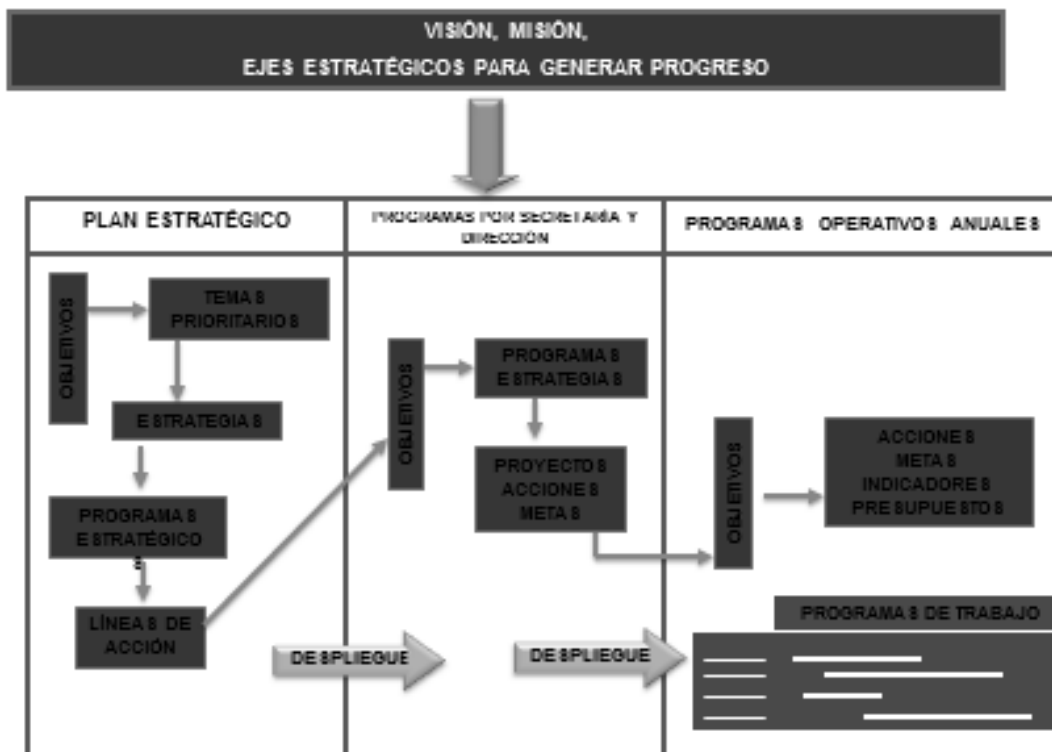 VISIÓN, MISIÓN,
EJES ESTRATÉGICOS PARA GENERAR PROGRESO
PLAN ESTRATÉGICO
PROGRAMAS POR SECRETARÍA Y
DIRECCIÓN
PROGRAMAS OPERATIVOS ANUALES
OBJETIVOS
TEMAS
PRIORITARIOS
ESTRATEGIAS
PROGRAMAS
ESTRATÉGICO
S
LÍNEAS DE
ACCIÓN
OBJETIVOS
PROGRAMAS
ESTRATEGIAS
PROYECTOS
ACCIONES
METAS
OBJETIVOS
ACCIONES
METAS
INDICADORES
PRESUPUESTOS
PROGRAMAS DE TRABAJO
DESPLIEGUE
DESPLIEGUE